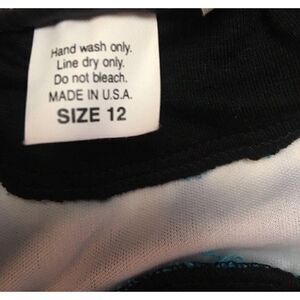 Hand wash only.
Line dry only.
Do not bleach.
MADE IN U.S.A.
SIZE 12